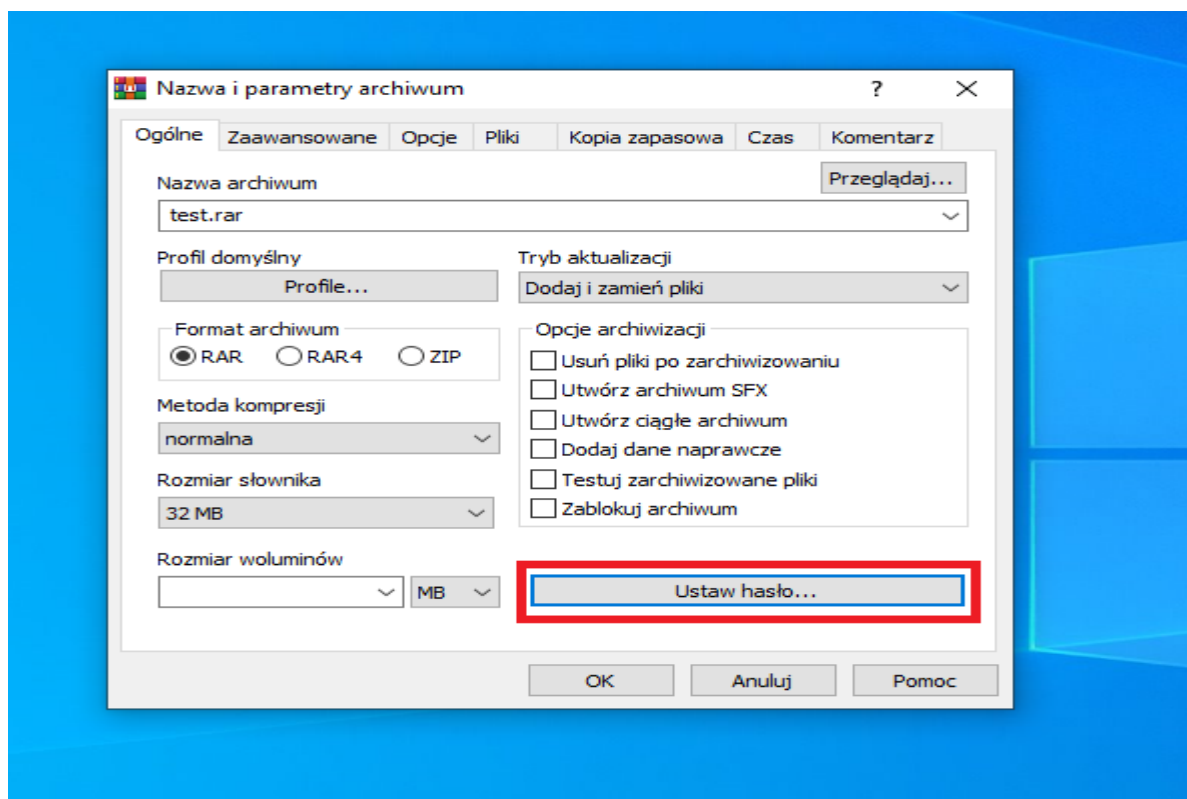 Nazwa i parametry archiwum ?
Ogólne Zaawansowane Opcje Pliki Kopia zapasowa Czas Komentarz
Nazwa archiwum
Przeglądaj...
test.rar
Profil domyślny
Profile...
Tryb aktualizacji
Dodaj i zamień pliki
Format archiwum
RAR RAR4 ZIP
Metoda kompresji
normalna
Rozmiar słownika
32 MB
Rozmiar woluminów
MB
Opcje archiwizacji
Usuń pliki po zarchiwizowaniu
Utwórz archiwum SFX
Utwórz ciągłe archiwum
Dodaj dane naprawcze
Testuj zarchiwizowane pliki
Zablokuj archiwum
Ustaw hasło...
OK Anuluj Pomoc